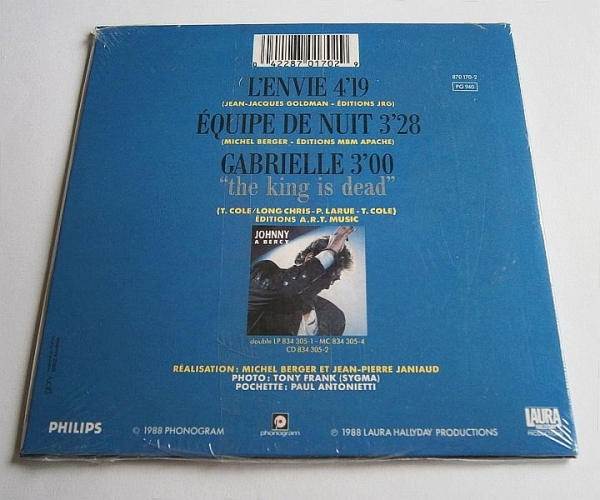 0 42287 01702 9
870 170-2
PG 940
L'ENVIE 4'19
(JEAN-JACQUES GOLDMAN - ÉDITIONS JRG)
ÉQUIPE DE NUIT 3'28
(MICHEL BERGER - ÉDITIONS MBM APACHE)
GABRIELLE 3'00
"the king is dead"
(T. COLE/LONG CHRIS - P. LARUE - T. COLE)
ÉDITIONS A.R.T. MUSIC
JOHNNY
A BERCY
double LP 834 305-1 - MC 834 305-4
CD 834 305-2
RÉALISATION : MICHEL BERGER ET JEAN-PIERRE JANIAUD
PHOTO : TONY FRANK (SYGMA)
POCHETTE : PAUL ANTONIETTI
PHILIPS
© 1988 PHONOGRAM
phonogram
℗ 1988 LAURA HALLYDAY PRODUCTIONS
LAURA